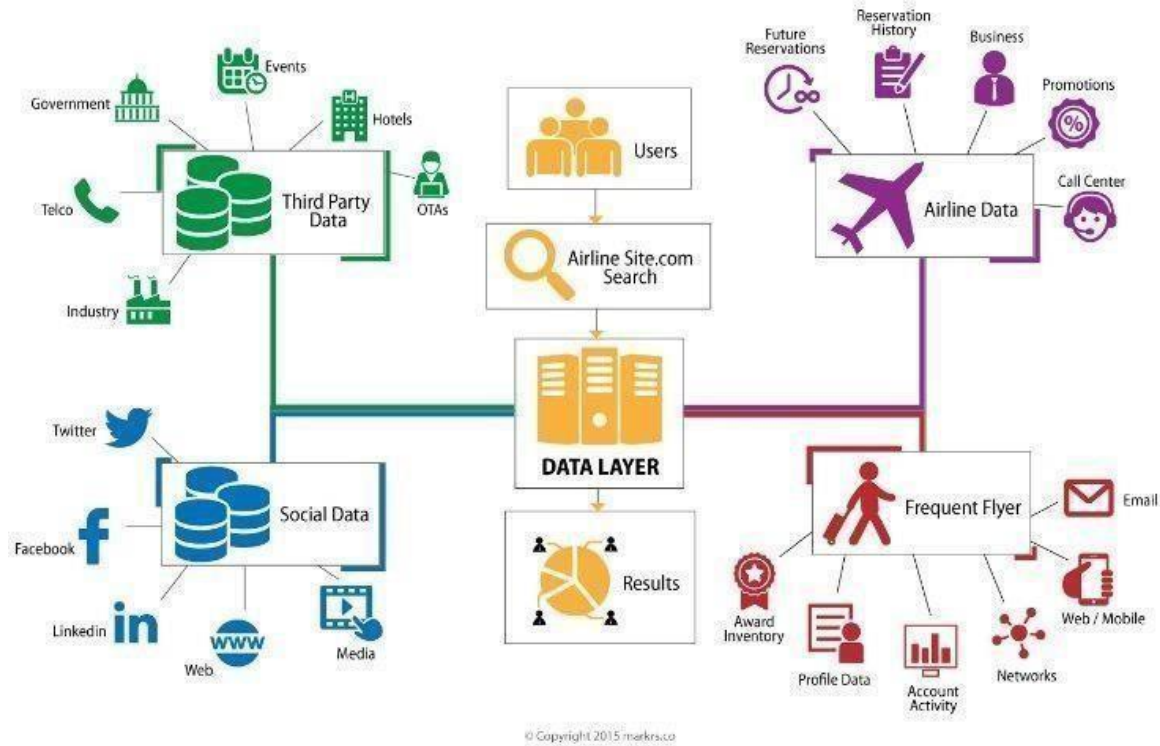 Government
Events
Hotels
Telco
OTAs
Industry
Third Party
Data
Users
Airline Site.com
Search
DATA LAYER
Results
Future
Reservations
Reservation
History
Business
Promotions
Call Center
%
Airline Data
Twitter
Facebook
f
Linkedin
in
Web
www
Media
Social Data
Frequent Flyer
Email
Web / Mobile
Networks
Account
Activity
Profile Data
Award
Inventory
H
© Copyright 2015 markrs.co